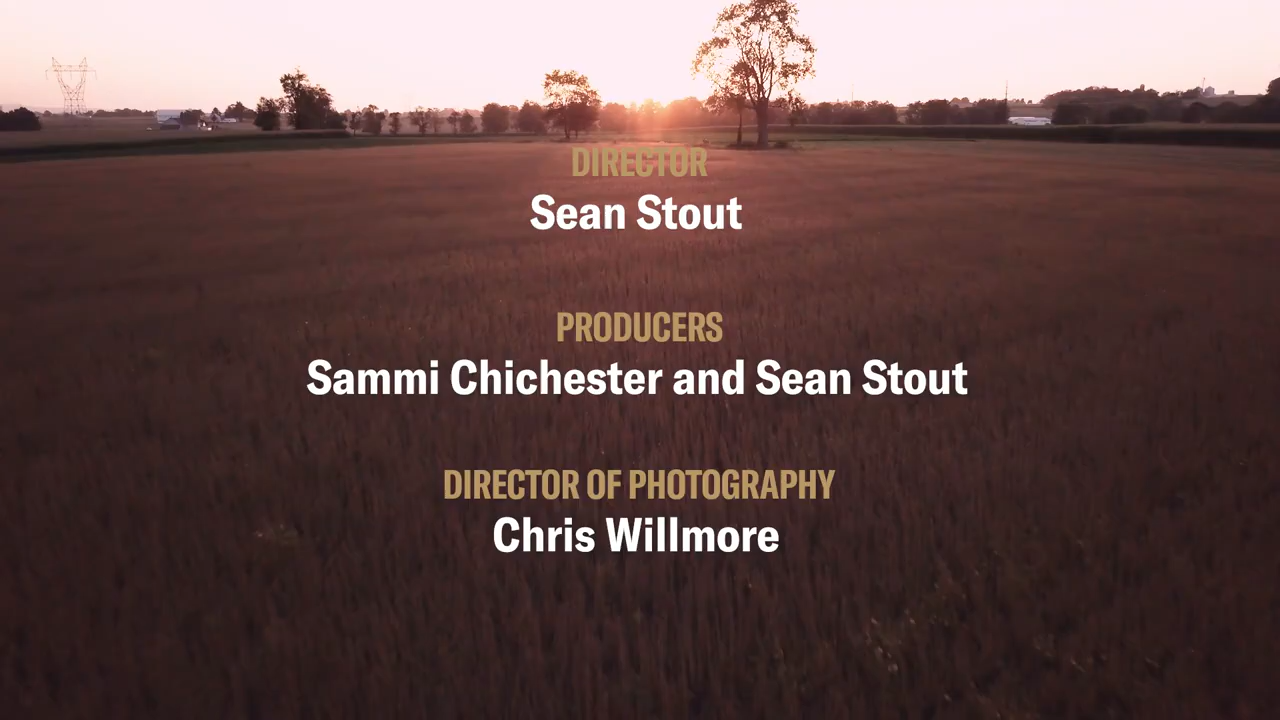 DIRECTOR
Sean Stout
PRODUCERS
Sammi Chichester and Sean Stout
DIRECTOR OF PHOTOGRAPHY
Chris Willmore